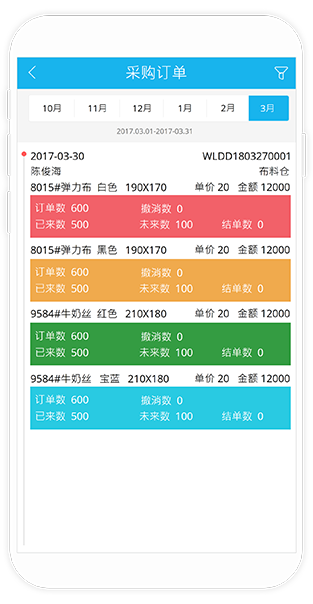 采购订单
10月 11月 12月 1月 2月 3月
2017.03.01-2017-03.31
2017-03-30 WLDD1803270001
陈俊海 布料仓
8015#弹力布 白色 190X170 单价 20 金额 12000
订单数 600 撤消数 0
已来数 500 未来数 100 结单数 0
8015#弹力布 黑色 190X170 单价 20 金额 12000
订单数 600 撤消数 0
已来数 500 未来数 100 结单数 0
9584#牛奶丝 红色 210X180 单价 20 金额 12000
订单数 600 撤消数 0
已来数 500 未来数 100 结单数 0
9584#牛奶丝 宝蓝 210X180 单价 20 金额 12000
订单数 600 撤消数 0
已来数 500 未来数 100 结单数 0